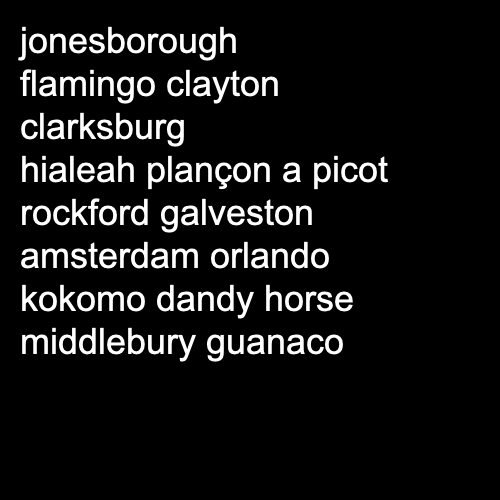 jonesborough
flamingo clayton
clarksburg
hialeah plançon a picot
rockford galveston
amsterdam orlando
kokomo dandy horse
middlebury guanaco